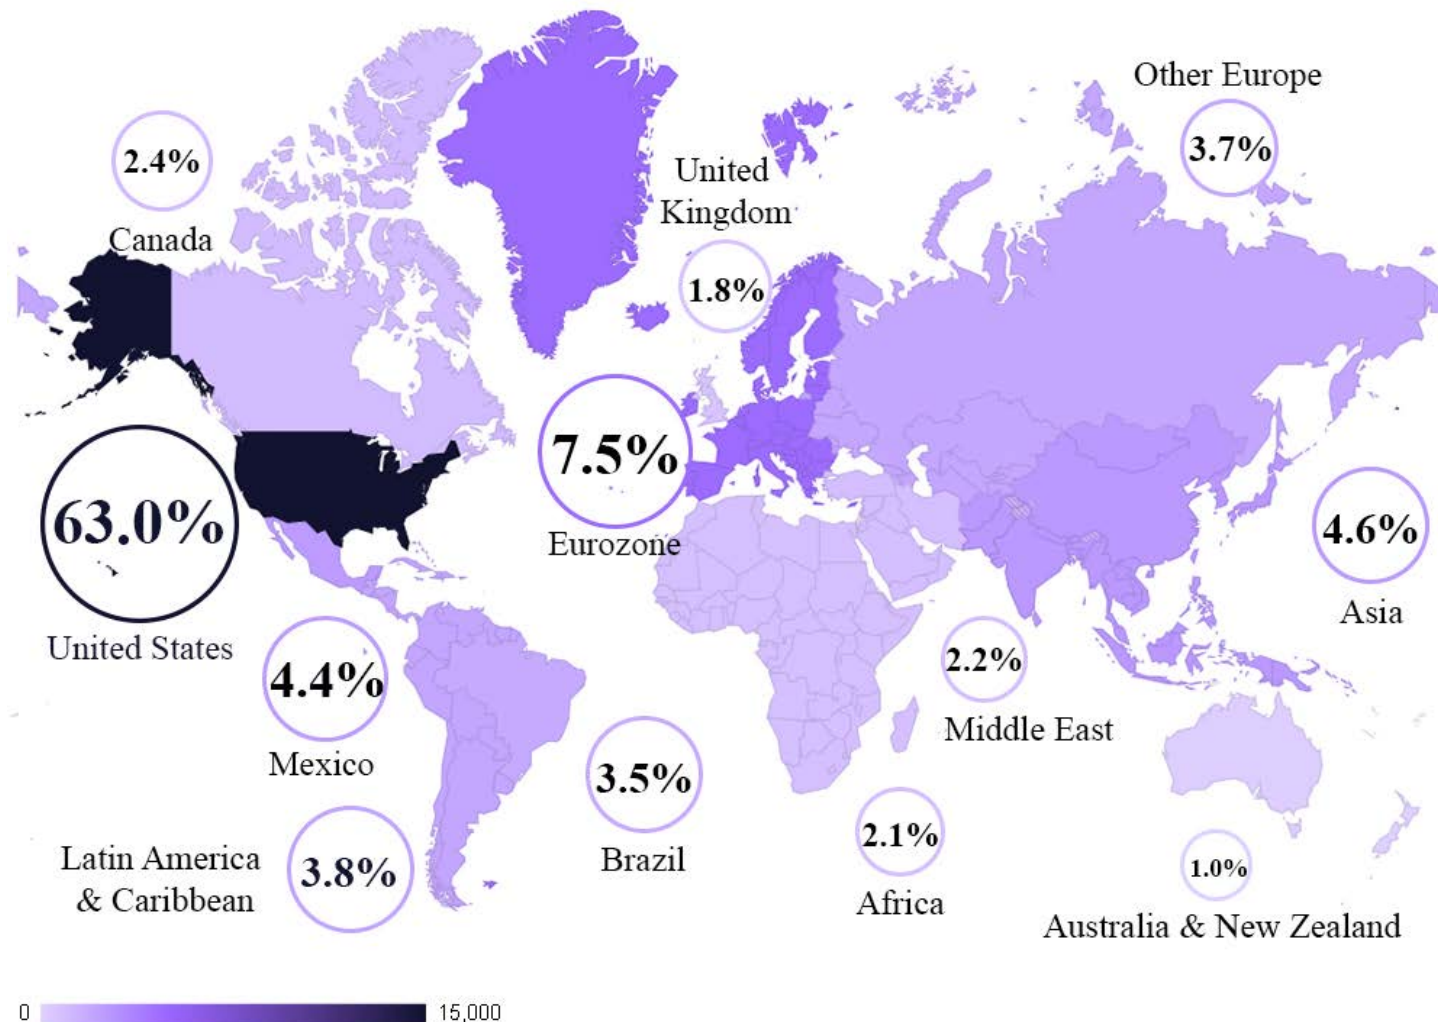 Other Europe
3.7%
2.4%
Canada
United
Kingdom
1.8%
63.0%
United States
7.5%
Eurozone
4.6%
Asia
4.4%
Mexico
2.2%
Middle East
3.5%
Brazil
Latin America
& Caribbean
3.8%
2.1%
Africa
1.0%
Australia & New Zealand
0
15,000